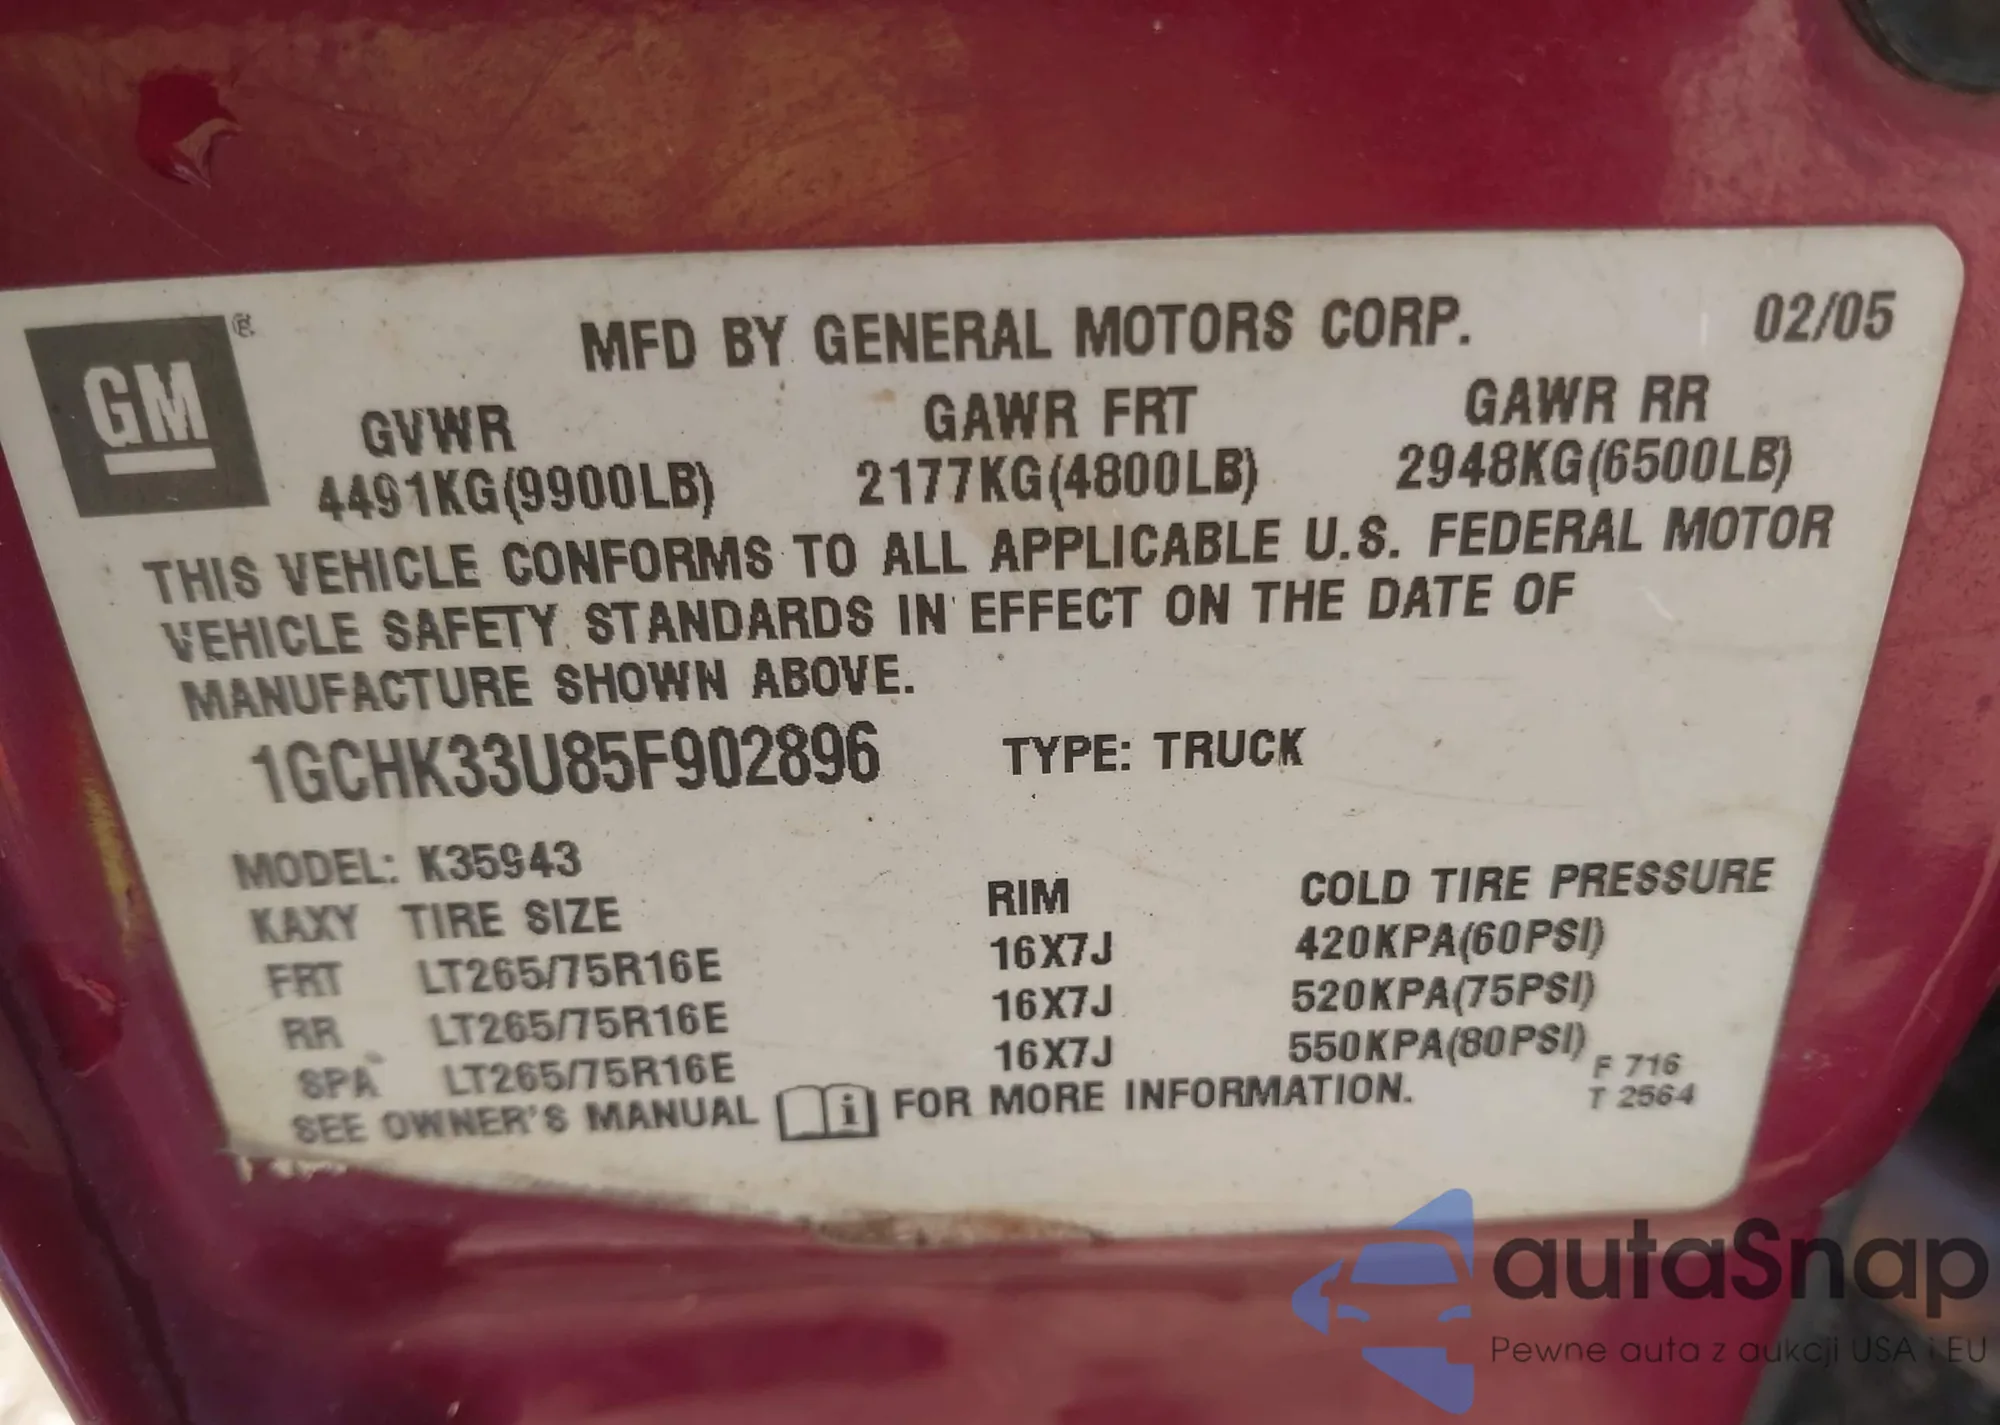 GM
®
MFD BY GENERAL MOTORS CORP. 02/05
GVWR GAWR FRT GAWR RR
4491KG(9900LB) 2177KG(4800LB) 2948KG(6500LB)
THIS VEHICLE CONFORMS TO ALL APPLICABLE U.S. FEDERAL MOTOR
VEHICLE SAFETY STANDARDS IN EFFECT ON THE DATE OF
MANUFACTURE SHOWN ABOVE.
1GCHK33U85F902896 TYPE: TRUCK
MODEL: K35943
KAXY TIRE SIZE RIM COLD TIRE PRESSURE
FRT LT265/75R16E 16X7J 420KPA(60PSI)
RR LT265/75R16E 16X7J 520KPA(75PSI)
SPA LT265/75R16E 16X7J 550KPA(80PSI)
SEE OWNER'S MANUAL i FOR MORE INFORMATION.
F 716
T 2564
autaSnap
Pewne auta z aukcji USA i EU